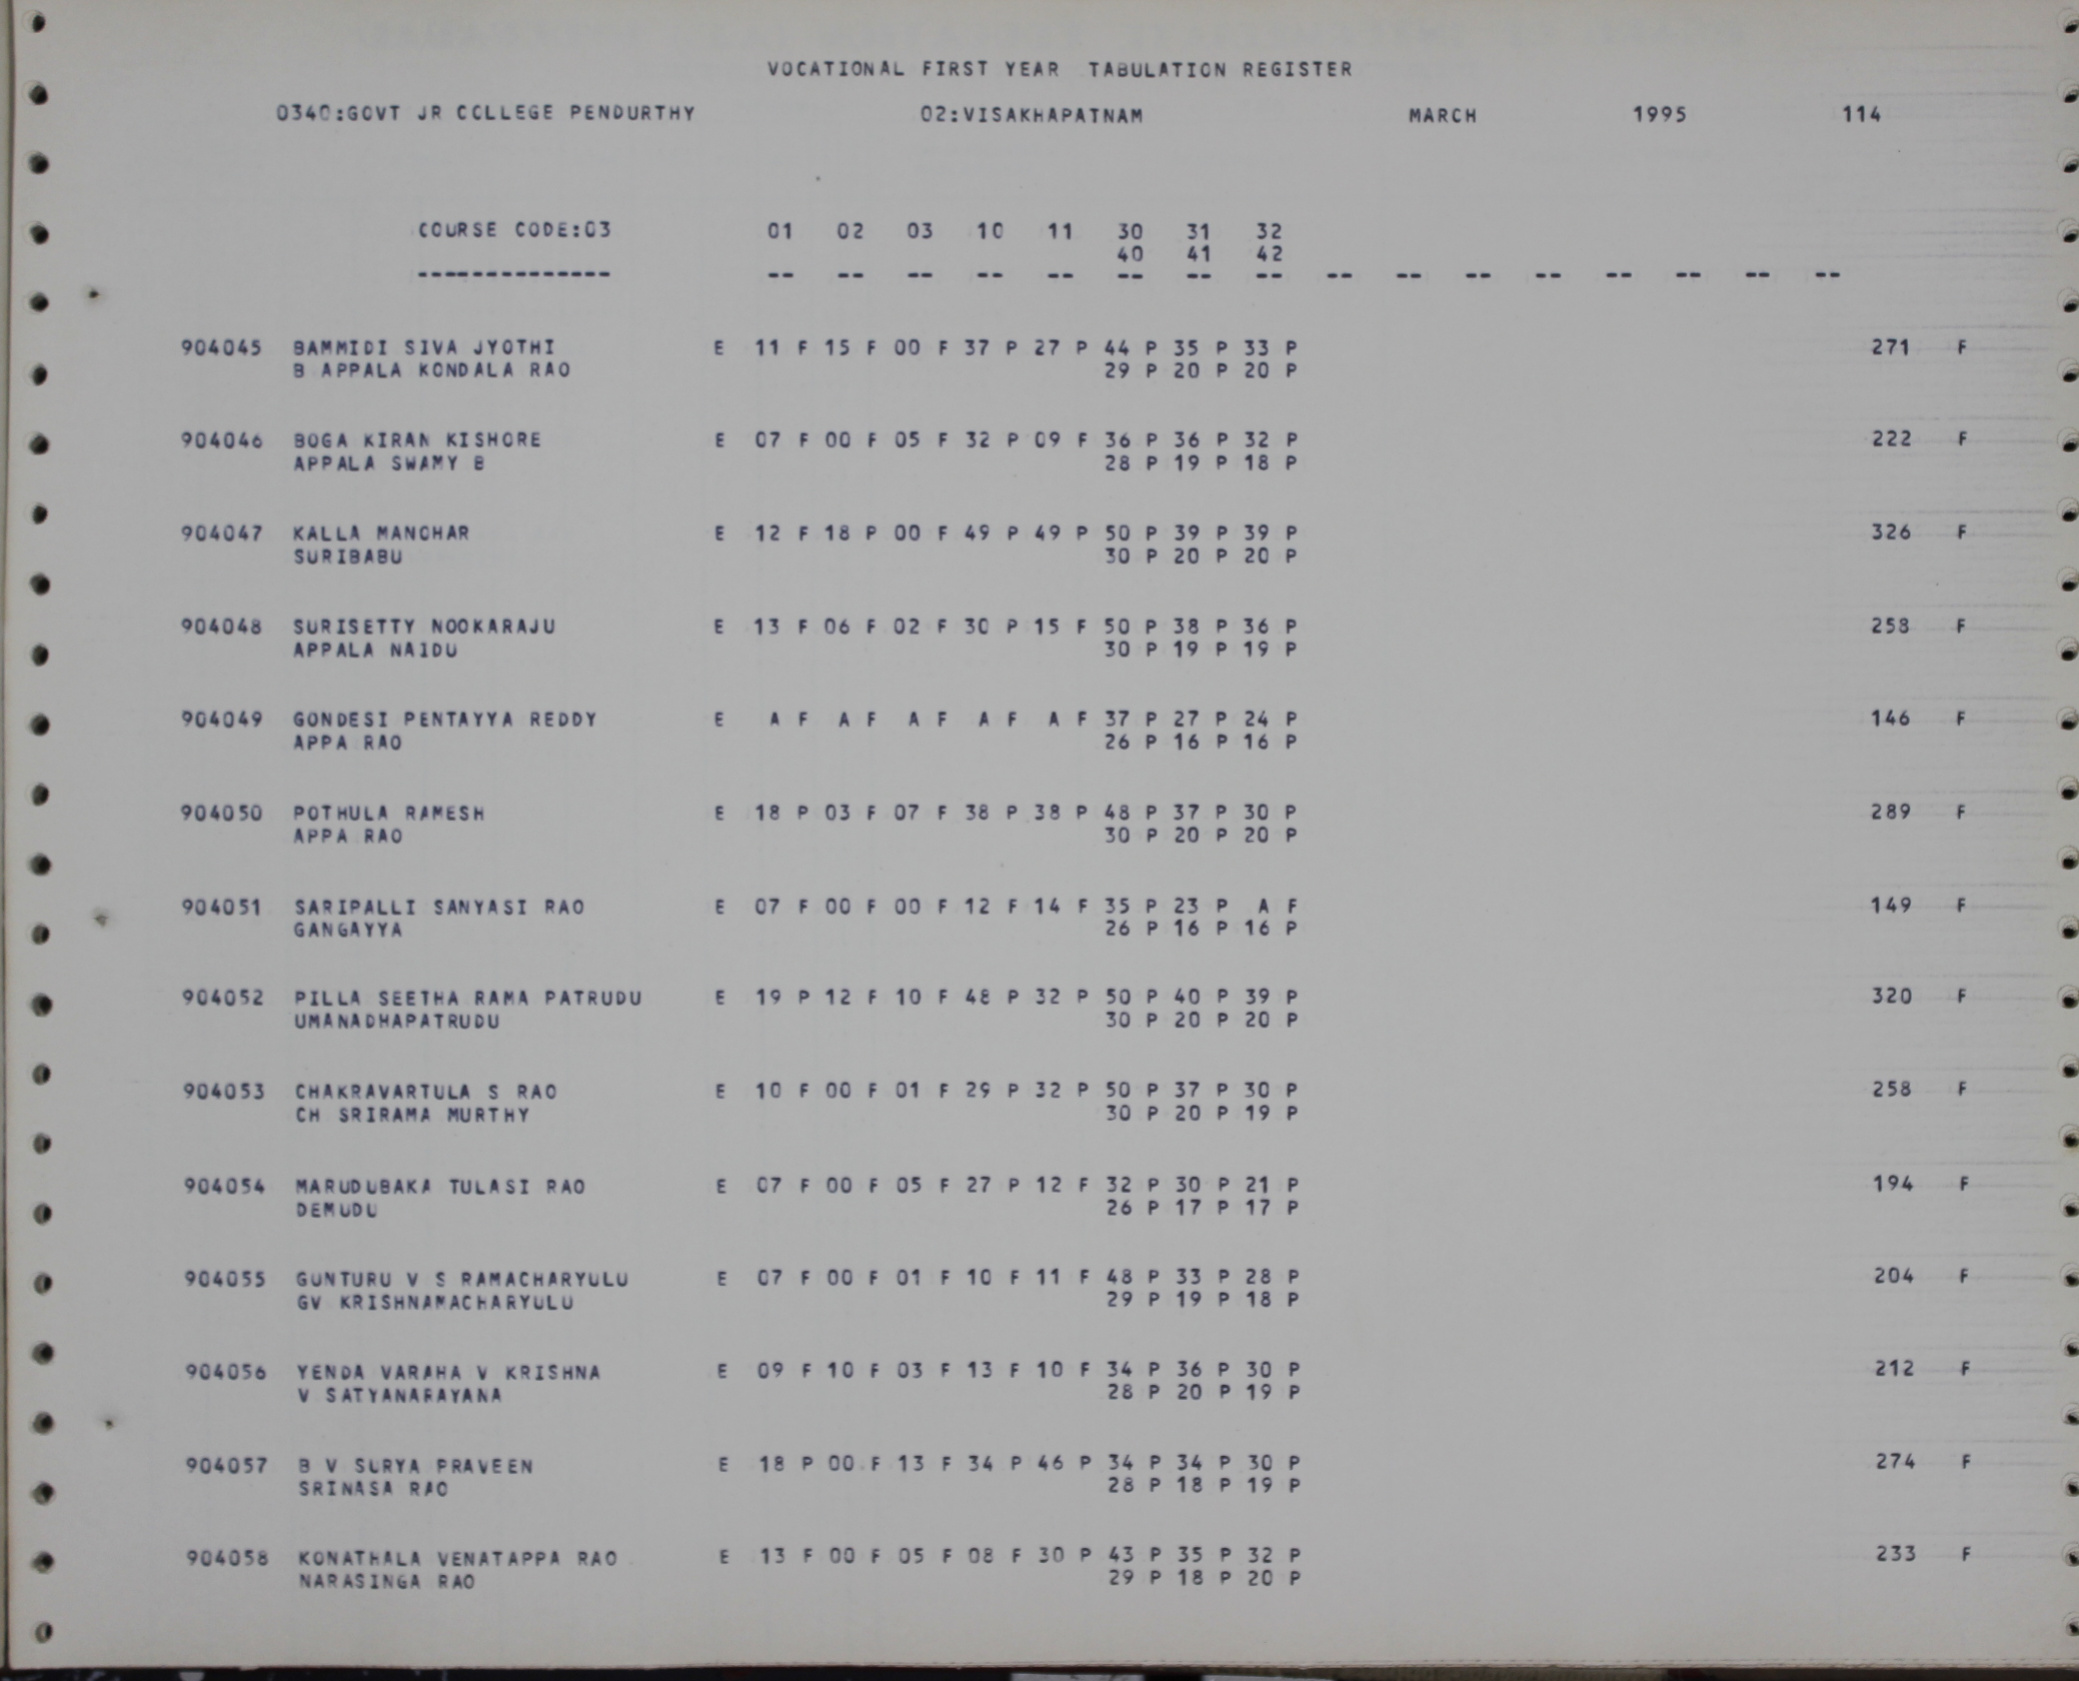 VOCATIONAL FIRST YEAR TABULATION REGISTER
0340:GOVT JR COLLEGE PENDURTHY 02:VISAKHAPATNAM MARCH 1995 114
COURSE CODE:03 01 02 03 10 11 30 31 32
40 41 42
-------------- -- -- -- -- -- -- -- -- -- -- -- -- -- -- -- --
904045 BAMMIDI SIVA JYOTHI E 11 F 15 F 00 F 37 P 27 P 44 P 35 P 33 P 271 F
B APPALA KONDALA RAO 29 P 20 P 20 P
904046 BOGA KIRAN KISHORE E 07 F 00 F 05 F 32 P 09 F 36 P 36 P 32 P 222 F
APPALA SWAMY B 28 P 19 P 18 P
904047 KALLA MANOHAR E 12 F 18 P 00 F 49 P 49 P 50 P 39 P 39 P 326 F
SURIBABU 30 P 20 P 20 P
904048 SURISETTY NOOKARAJU E 13 F 06 F 02 F 30 P 15 F 50 P 38 P 36 P 258 F
APPALA NAIDU 30 P 19 P 19 P
904049 GONDESI PENTAYYA REDDY E A F A F A F A F A F 37 P 27 P 24 P 146 F
APPA RAO 26 P 16 P 16 P
904050 POTHULA RAMESH E 18 P 03 F 07 F 38 P 38 P 48 P 37 P 30 P 289 F
APPA RAO 30 P 20 P 20 P
904051 SARIPALLI SANYASI RAO E 07 F 00 F 00 F 12 F 14 F 35 P 23 P A F 149 F
GANGAYYA 26 P 16 P 16 P
904052 PILLA SEETHA RAMA PATRUDU E 19 P 12 F 10 F 48 P 32 P 50 P 40 P 39 P 320 F
UMANADHAPATRUDU 30 P 20 P 20 P
904053 CHAKRAVARTULA S RAO E 10 F 00 F 01 F 29 P 32 P 50 P 37 P 30 P 258 F
CH SRIRAMA MURTHY 30 P 20 P 19 P
904054 MARUDUBAKA TULASI RAO E 07 F 00 F 05 F 27 P 12 F 32 P 30 P 21 P 194 F
DEMUDU 26 P 17 P 17 P
904055 GUNTURU V S RAMACHARYULU E 07 F 00 F 01 F 10 F 11 F 48 P 33 P 28 P 204 F
GV KRISHNAMACHARYULU 29 P 19 P 18 P
904056 YENDA VARAHA V KRISHNA E 09 F 10 F 03 F 13 F 10 F 34 P 36 P 30 P 212 F
V SATYANARAYANA 28 P 20 P 19 P
904057 B V SURYA PRAVEEN E 18 P 00 F 13 F 34 P 46 P 34 P 34 P 30 P 274 F
SRINASA RAO 28 P 18 P 19 P
904058 KONATHALA VENATAPPA RAO E 13 F 00 F 05 F 08 F 30 P 43 P 35 P 32 P 233 F
NARASINGA RAO 29 P 18 P 20 P